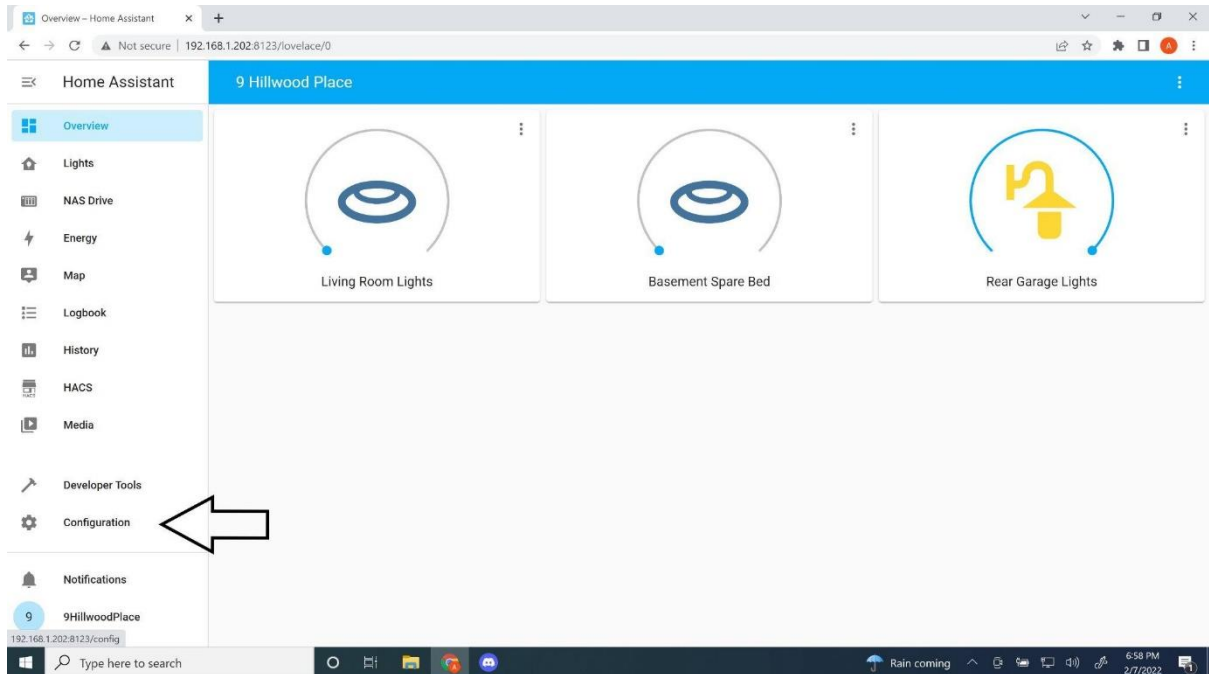 Overview – Home Assistant
Not secure | 192.168.1.202:8123/lovelace/0
A
Home Assistant
9 Hillwood Place
Overview
Lights
NAS Drive
Energy
Map
Logbook
History
HACS
HACS
Media
Developer Tools
Configuration
Notifications
9 9HillwoodPlace
192.168.1.202:8123/config
Living Room Lights
Basement Spare Bed
Rear Garage Lights
Type here to search
Rain coming
6:58 PM
2/7/2022
1